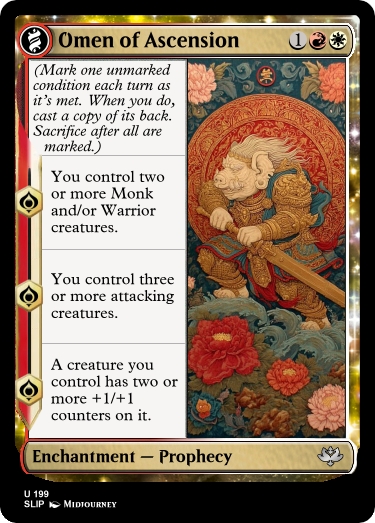 Omen of Ascension 1
(Mark one unmarked
condition each turn as
it's met. When you do,
cast a copy of its back.
Sacrifice after all are
marked.)
You control two
or more Monk
and/or Warrior
creatures.
You control three
or more attacking
creatures.
A creature you
control has two or
more +1/+1
counters on it.
Enchantment — Prophecy
U 199
SLIP Midjourney